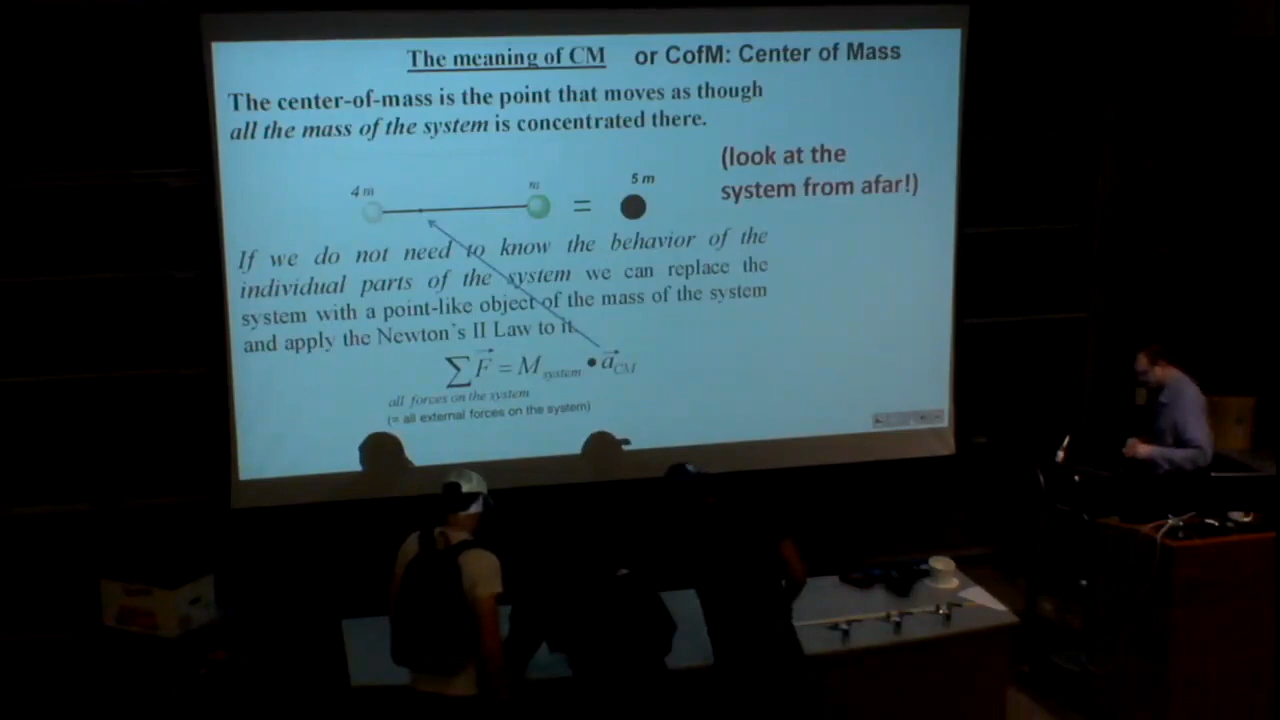 The meaning of CM or CofM: Center of Mass
The center-of-mass is the point that moves as though
all the mass of the system is concentrated there.
(look at the
system from afar!)
4 m m = 5 m
If we do not need to know the behavior of the
individual parts of the system we can replace the
system with a point-like object of the mass of the system
and apply the Newton's II Law to it.
∑ F⃗ = M system • a⃗ CM
all forces on the system
(= all external forces on the system)